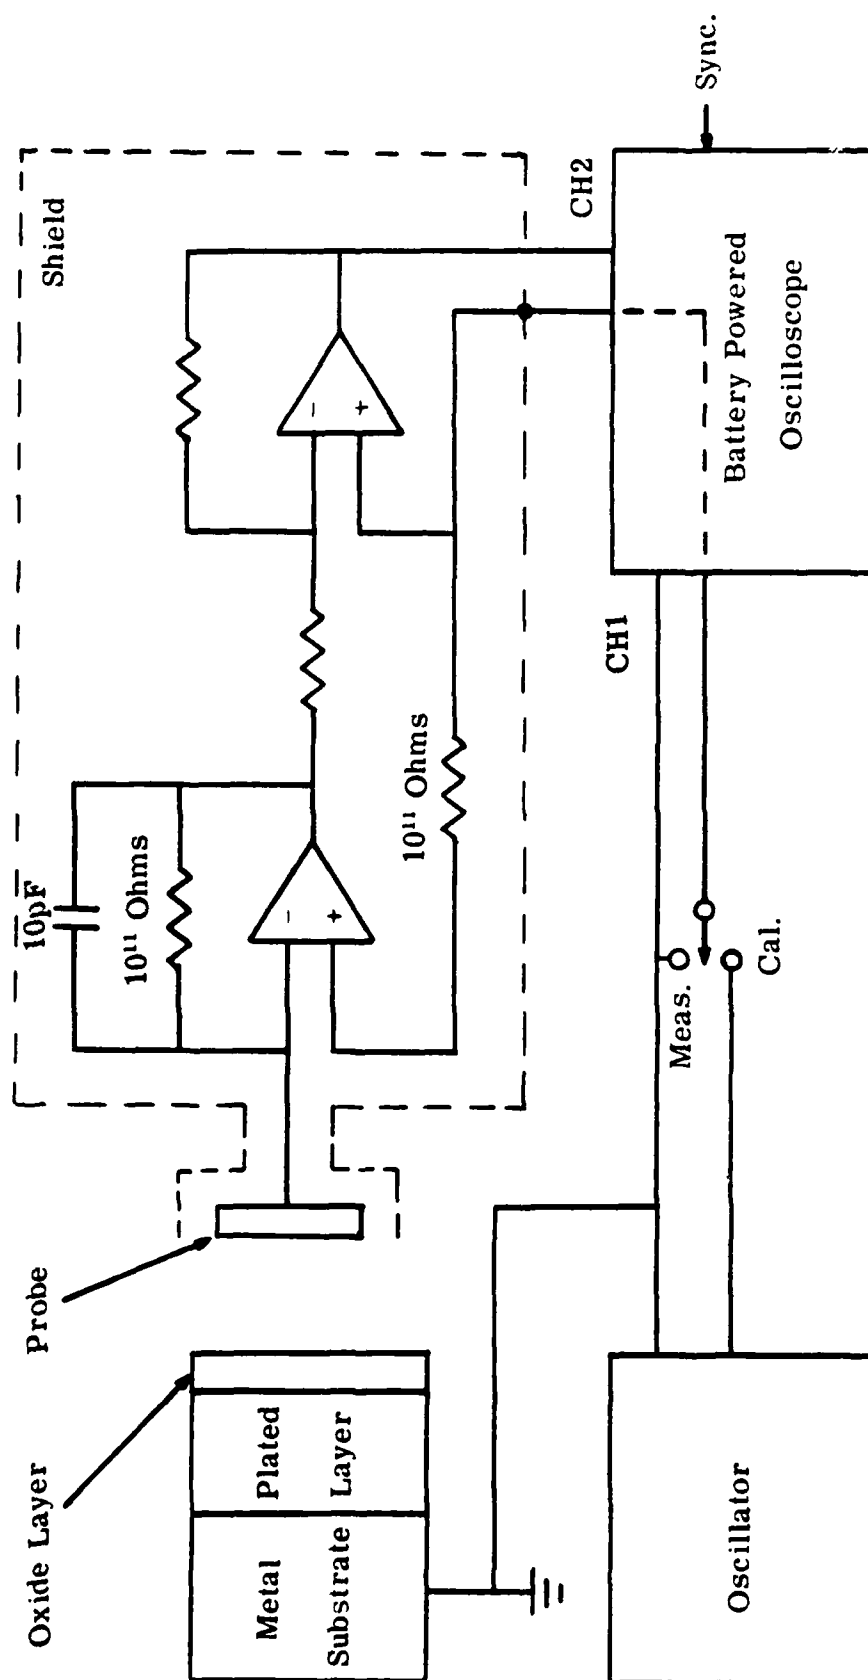 Oxide Layer
Probe
Shield
10pF
10¹¹ Ohms
−
+
−
+
10¹¹ Ohms
Metal
Substrate
Plated
Layer
CH2
CH1
Sync.
Meas.
Cal.
Battery Powered
Oscilloscope
Oscillator